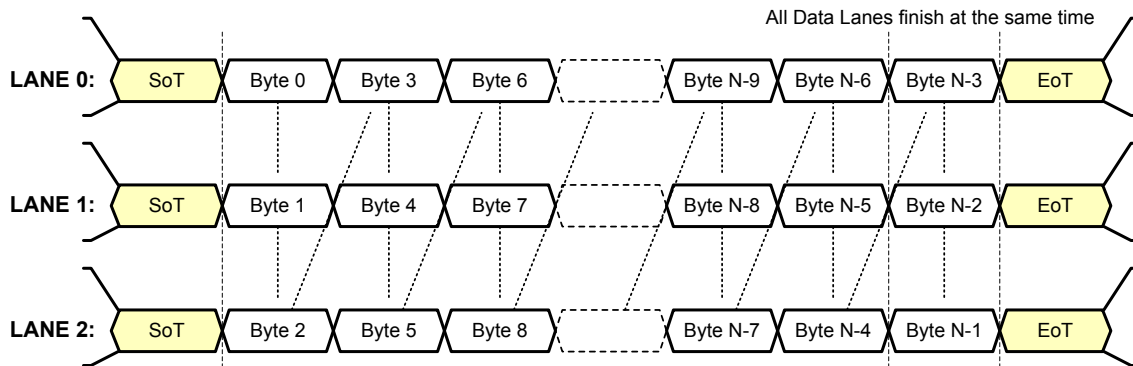 All Data Lanes finish at the same time
LANE 0: SoT Byte 0 Byte 3 Byte 6 Byte N-9 Byte N-6 Byte N-3 EoT
LANE 1: SoT Byte 1 Byte 4 Byte 7 Byte N-8 Byte N-5 Byte N-2 EoT
LANE 2: SoT Byte 2 Byte 5 Byte 8 Byte N-7 Byte N-4 Byte N-1 EoT